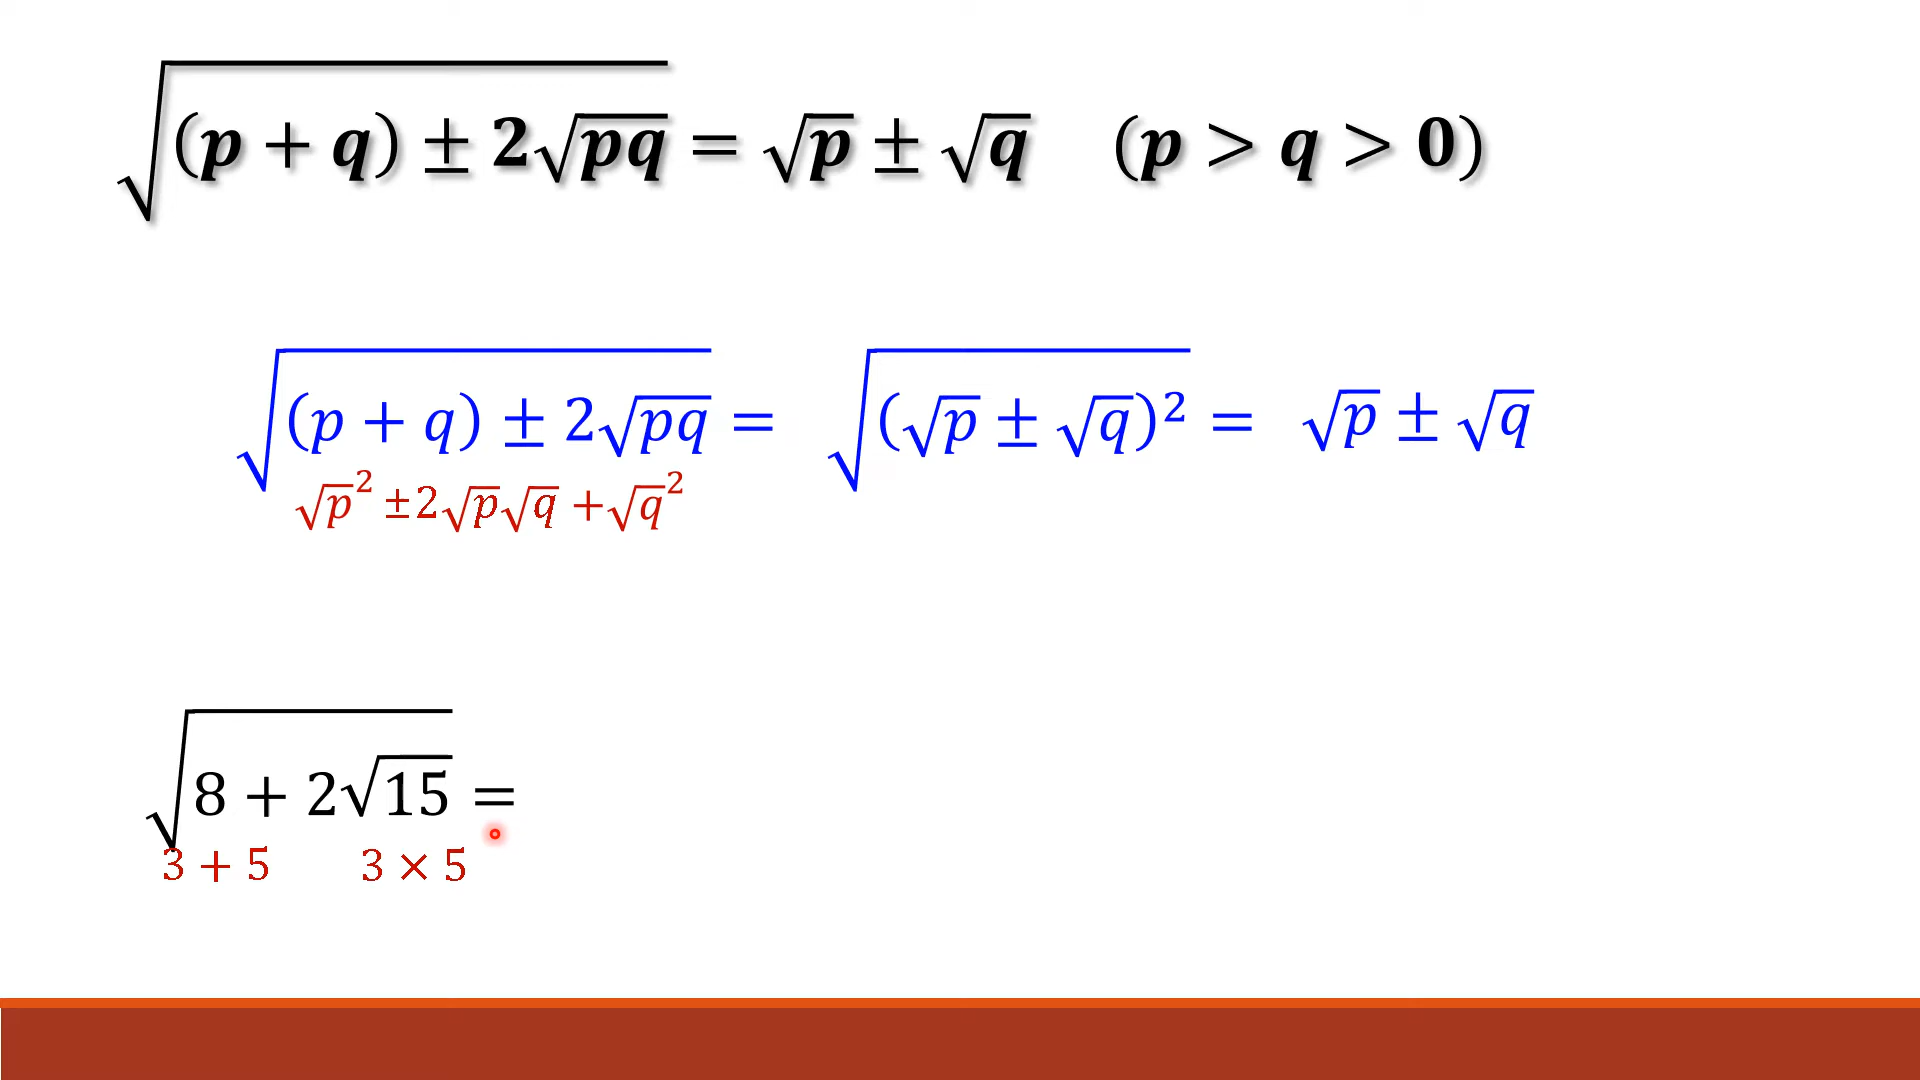 √((p + q) ± 2√(pq)) = √p ± √q (p > q > 0)
√((p + q) ± 2√(pq)) = √((√p ± √q)²) = √p ± √q
√p² ±2√p√q +√q²
√(8 + 2√15) =
3 + 5 3 × 5